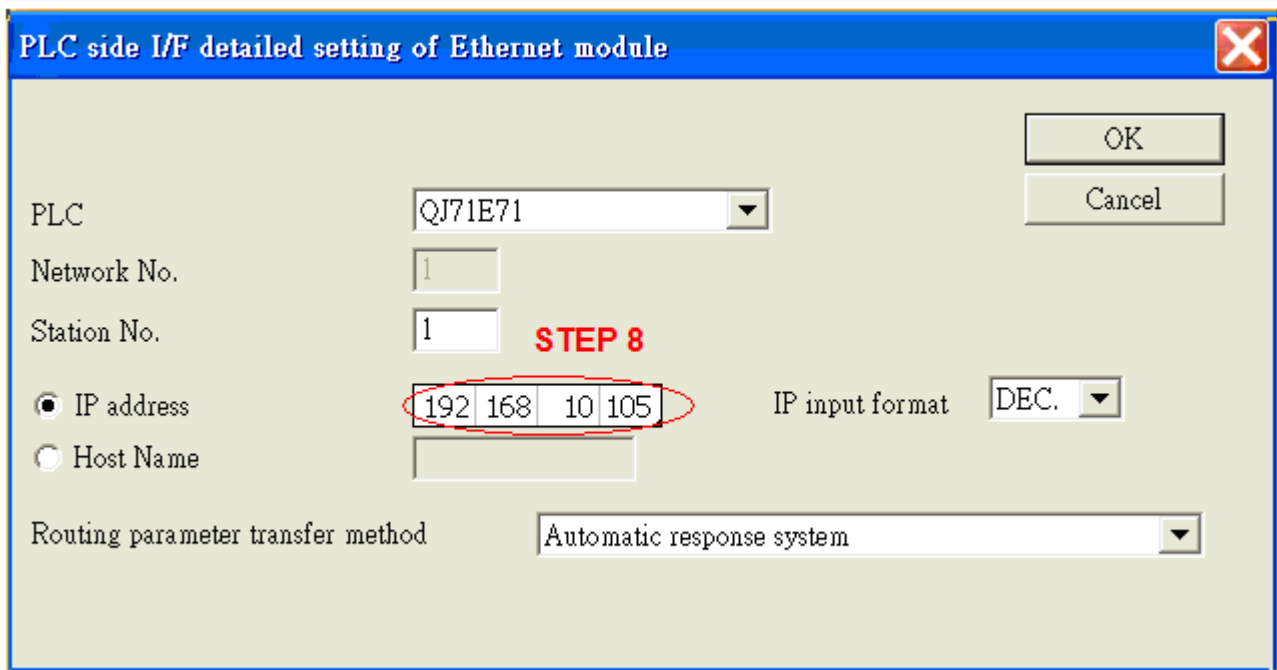 PLC side I/F detailed setting of Ethernet module
OK
PLC QJ71E71 Cancel
Network No. 1
Station No. 1 STEP 8
IP address 192 168 10 105 IP input format DEC.
Host Name
Routing parameter transfer method Automatic response system